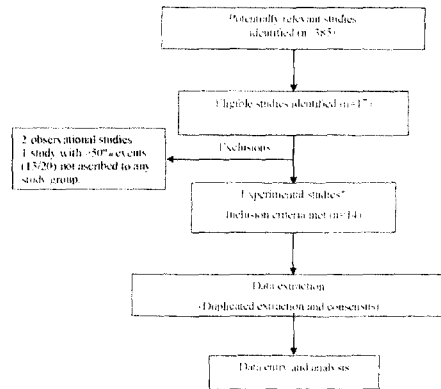 Potentially relevant studies
identified (n=385)
Eligible studies identified (n=17)
Exclusions
2 observational studies
1 study with >50% events
(13/20) not ascribed to any
study group.
Experimental studies*
Inclusion criteria met (n=14)
Data extraction
(Duplicated extraction and consensus)
Data entry and analysis